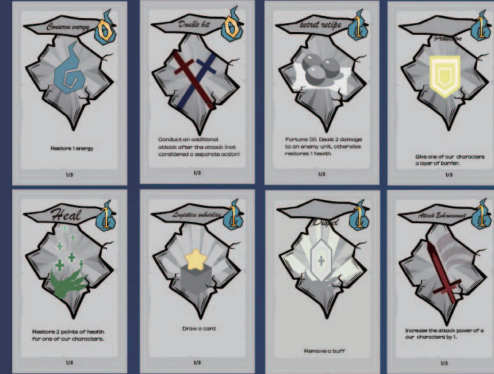 Conserve energy
0
Restore 1 energy
1/3
Double hit
0
Conduct an additional
attack after the attack (not
considered a separate action)
1/3
secret recipe
1
Fortune (3): Deals 2 damage
to an enemy unit, otherwise
restores 1 health
1/2
Protection
1
Give one of our characters
a layer of barrier.
1/3
Heal
1
Restore 2 points of health
for one of our characters.
1/3
Logistics subsidies
1
Draw a card
1/3
Dispel
Remove a buff
Attack Enhancement
1
Increase the attack power of a
our characters by 1.
1/3